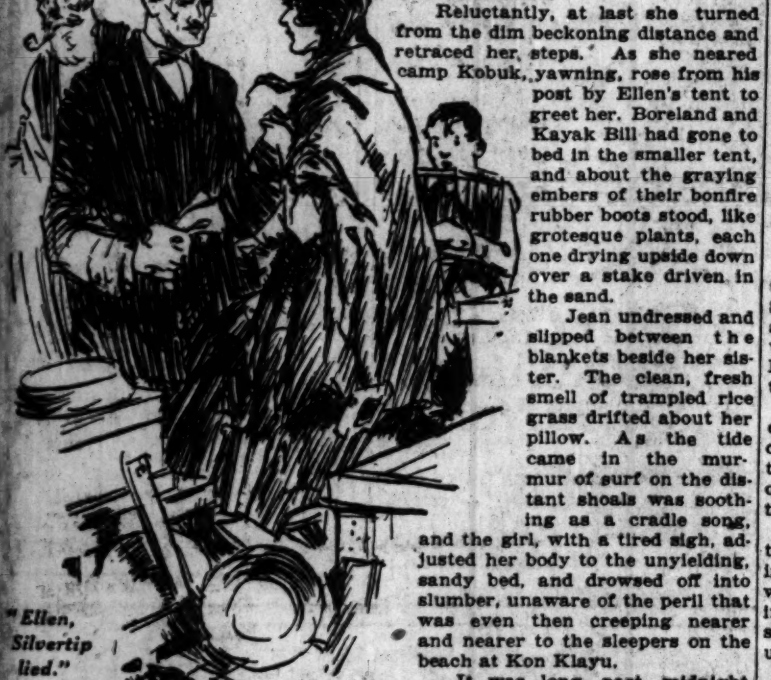 Reluctantly, at last she turned
from the dim beckoning distance and
retraced her steps. As she neared
camp Kobuk, yawning, rose from his
post by Ellen's tent to
greet her. Boreland and
Kayak Bill had gone to
bed in the smaller tent,
and about the graying
embers of their bonfire
rubber boots stood, like
grotesque plants, each
one drying upside down
over a stake driven in
the sand.
Jean undressed and
slipped between the
blankets beside her sis-
ter. The clean, fresh
smell of trampled rice
grass drifted about her
pillow. As the tide
came in the mur-
mur of surf on the dis-
tant shoals was sooth-
ing as a cradle song,
and the girl, with a tired sigh, ad-
justed her body to the unyielding,
sandy bed, and drowsed off into
slumber, unaware of the peril that
was even then creeping nearer
and nearer to the sleepers on the
beach at Kon Klayu.
It was long past midnight
"Ellen,
Silvertip
lied."